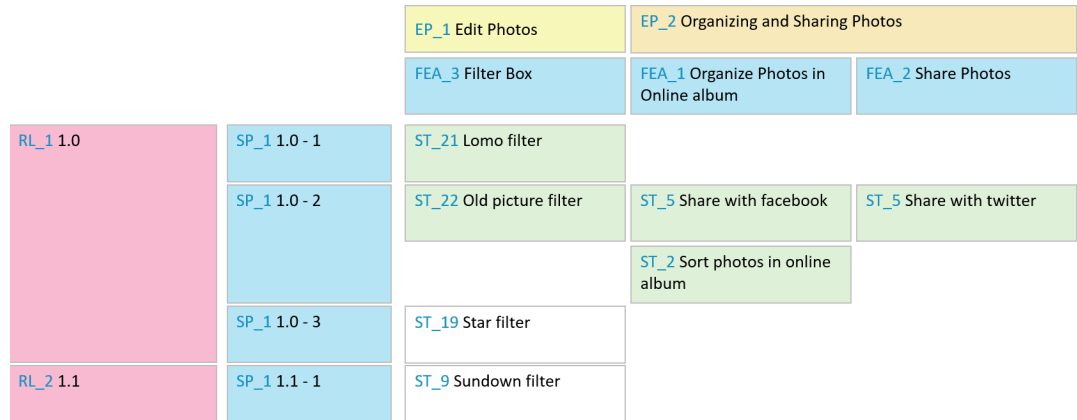 EP_1 Edit Photos
EP_2 Organizing and Sharing Photos
FEA_3 Filter Box
FEA_1 Organize Photos in
Online album
FEA_2 Share Photos
RL_1 1.0
SP_1 1.0 - 1
ST_21 Lomo filter
SP_1 1.0 - 2
ST_22 Old picture filter
ST_5 Share with facebook
ST_5 Share with twitter
ST_2 Sort photos in online
album
SP_1 1.0 - 3
ST_19 Star filter
RL_2 1.1
SP_1 1.1 - 1
ST_9 Sundown filter